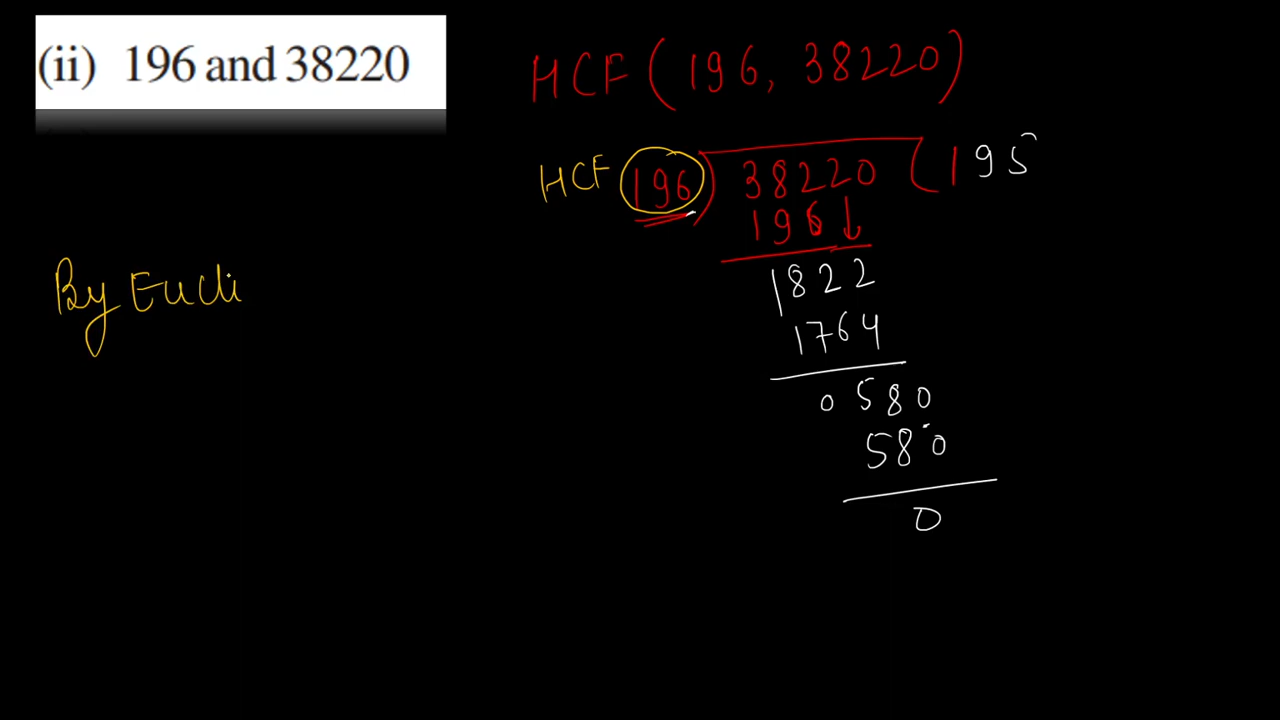 (ii) 196 and 38220
HCF (196, 38220)
HCF 196) 38220 (195
196↓
1822
1764
0580
580
0
By Eucli